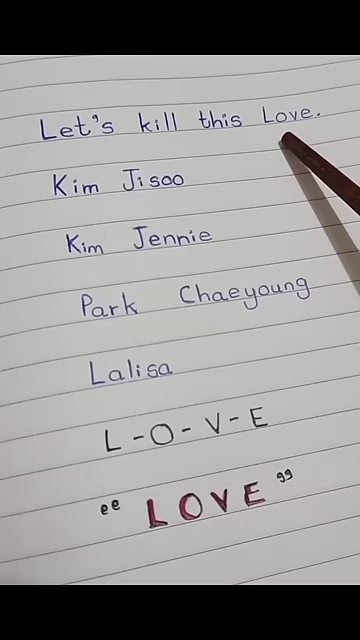 Let's kill this Love.
Kim Jisoo
Kim Jennie
Park Chaeyoung
Lalisa
L-O-V-E
"LOVE"